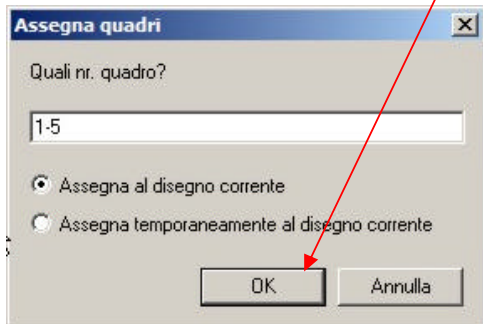 Assegna quadri
Quali nr. quadro?
1-5
Assegna al disegno corrente
Assegna temporaneamente al disegno corrente
OK Annulla